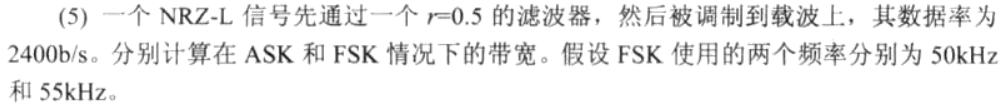 (5) 一个 NRZ-L 信号先通过一个 r=0.5 的滤波器，然后被调制到载波上，其数据率为
2400b/s。分别计算在 ASK 和 FSK 情况下的带宽。假设 FSK 使用的两个频率分别为 50kHz
和 55kHz。